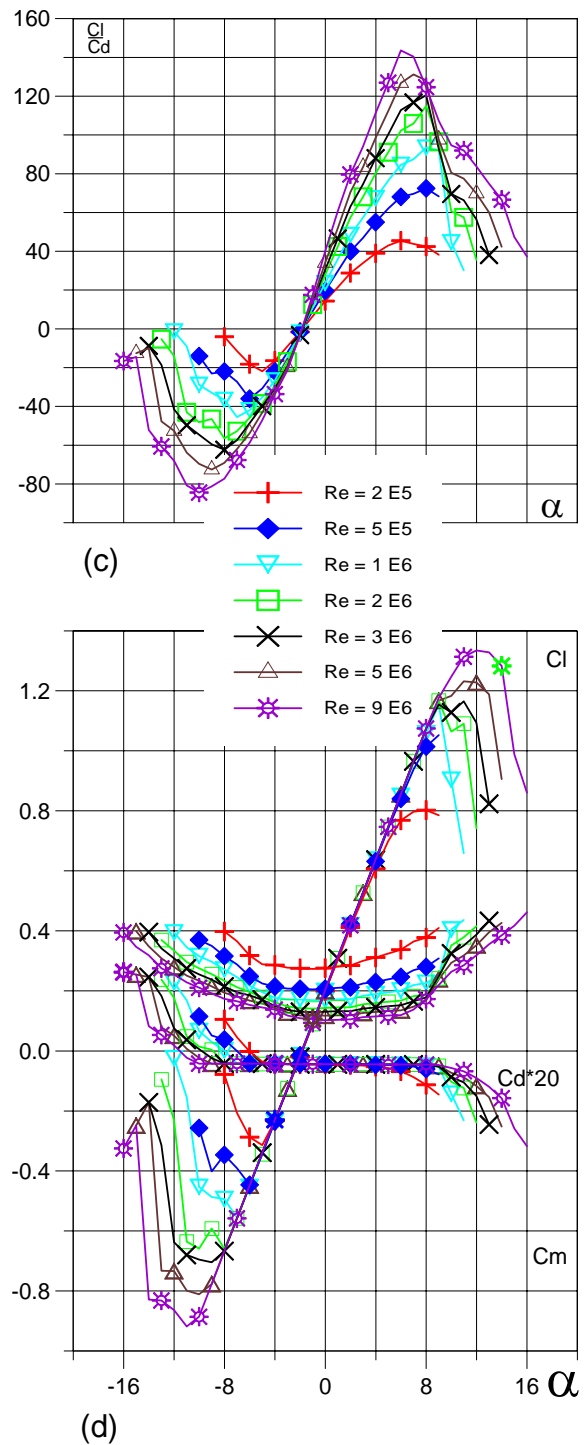 160
Cl
Cd
120
80
40
0
-40
-80
α
(c)
Re = 2 E5
Re = 5 E5
Re = 1 E6
Re = 2 E6
Re = 3 E6
Re = 5 E6
Re = 9 E6
Cl
1.2
0.8
0.4
0.0
Cd*20
-0.4
Cm
-0.8
-16 -8 0 8 16 α
(d)